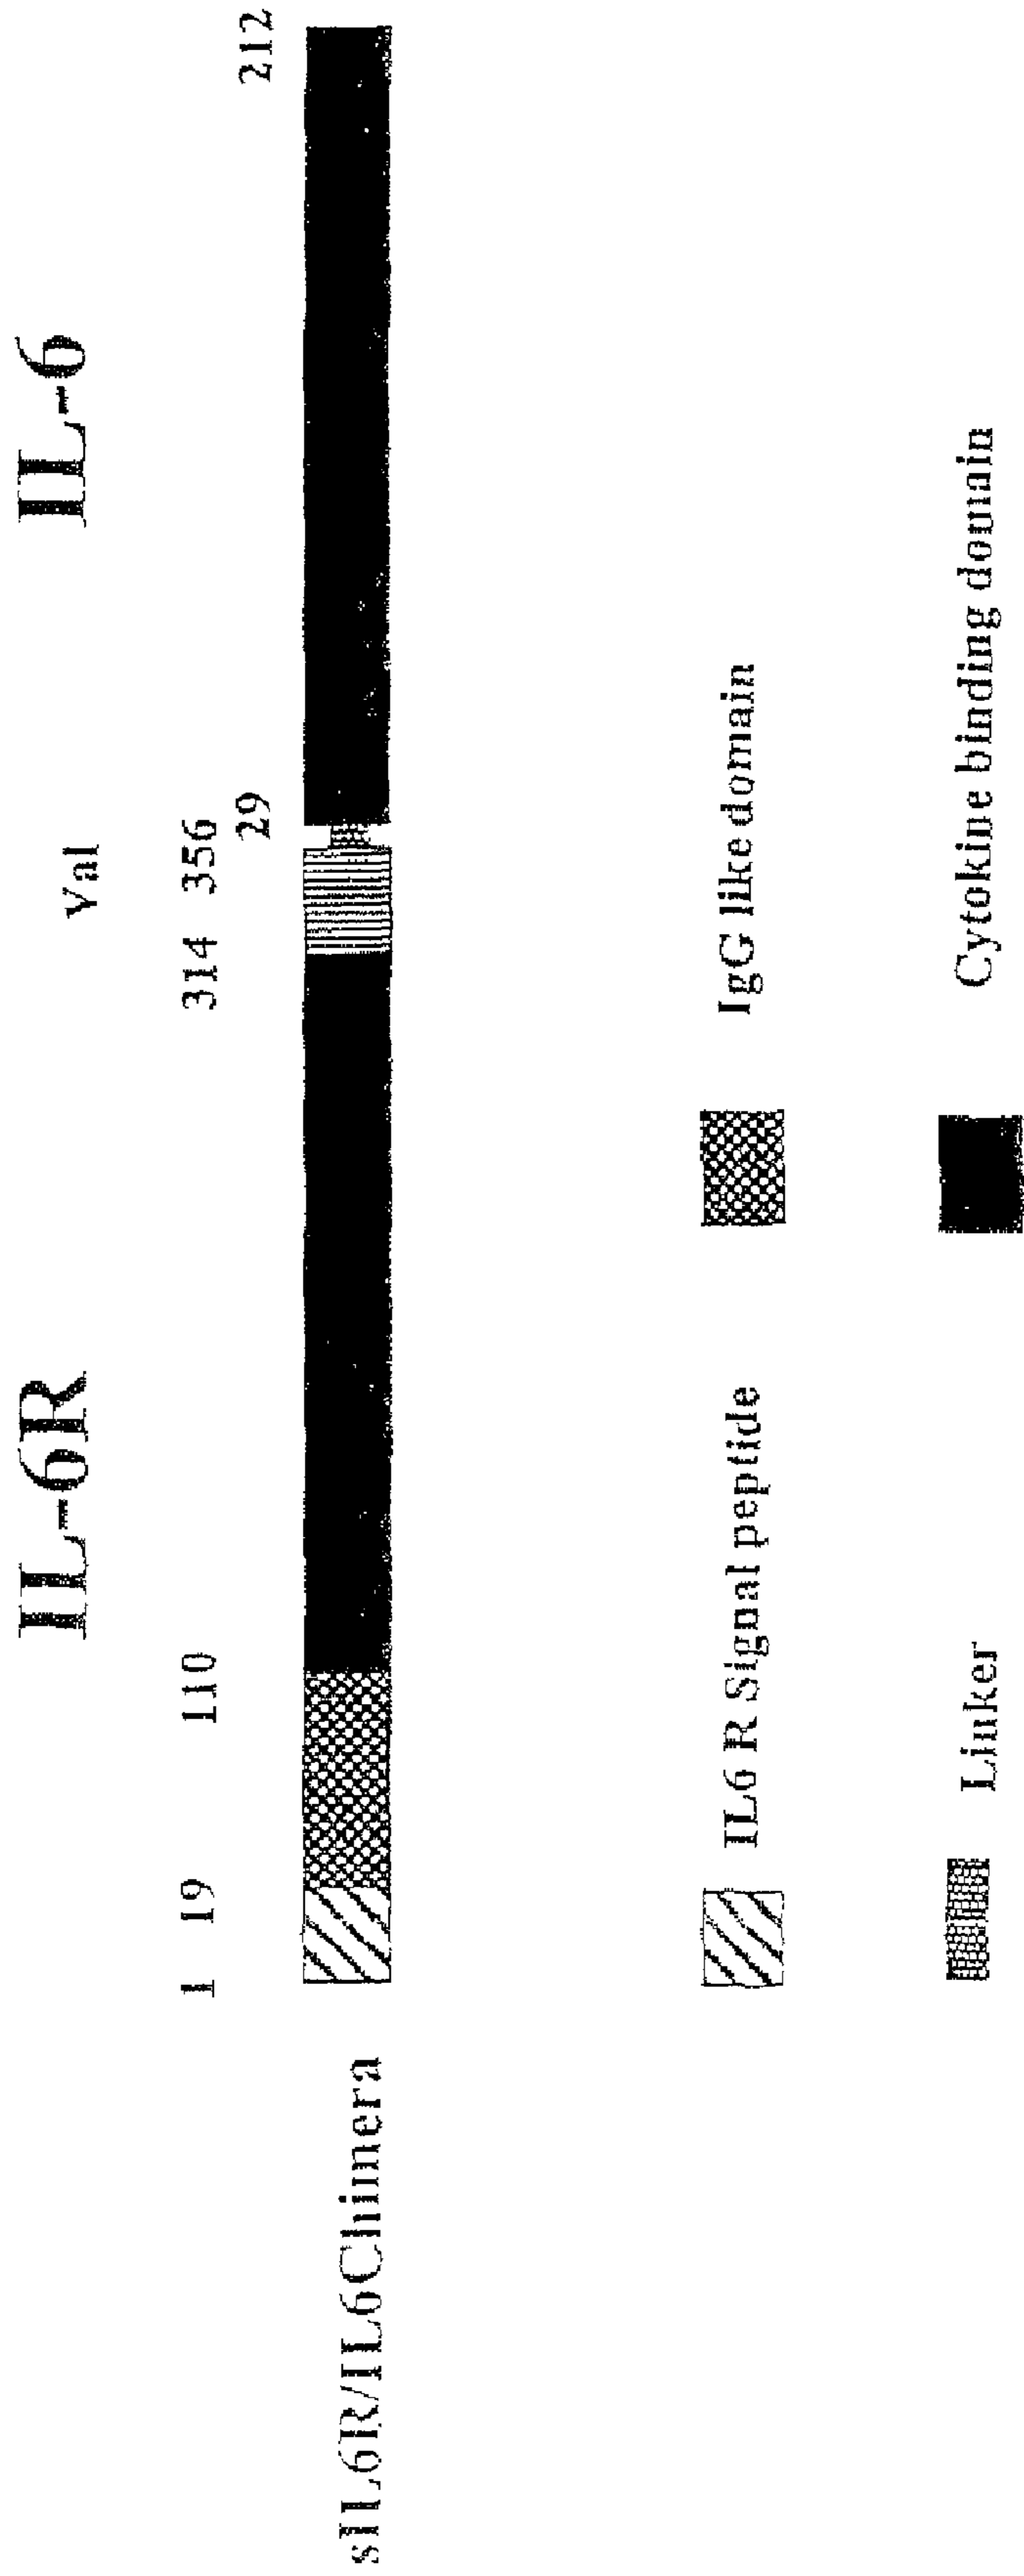 IL-6R IL-6
Val
1 19 110 314 356
29 212
sIL6R/IL6Chimera
IL6 R Signal peptide IgG like domain
Linker Cytokine binding domain